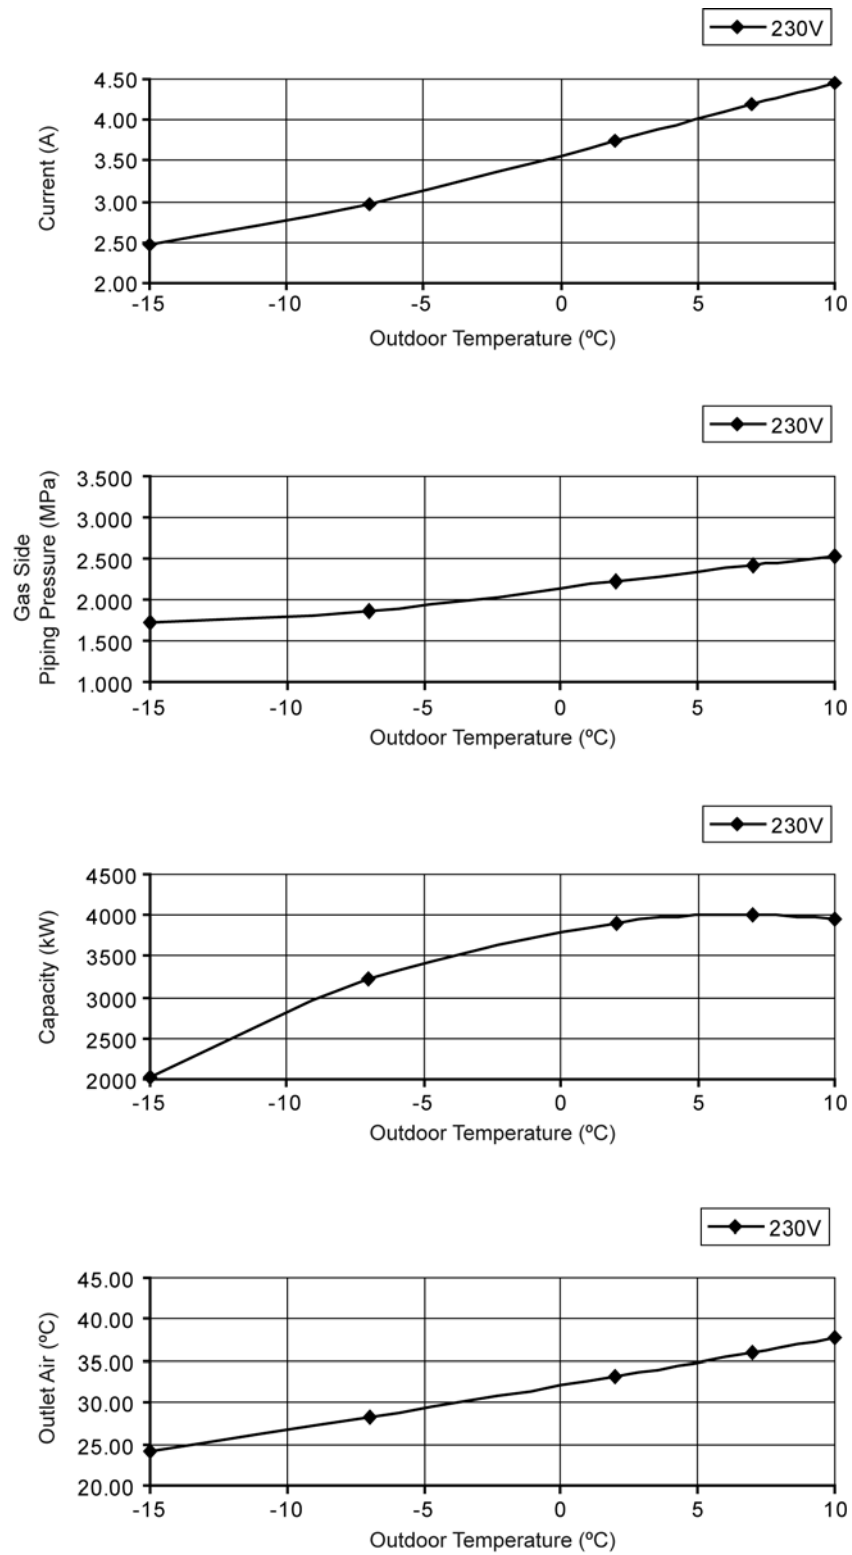 230V
4.50
4.00
3.50
3.00
2.50
2.00
Current (A)
-15 -10 -5 0 5 10
Outdoor Temperature (ºC)
230V
3.500
3.000
2.500
2.000
1.500
1.000
Gas Side
Piping Pressure (MPa)
-15 -10 -5 0 5 10
Outdoor Temperature (ºC)
230V
4500
4000
3500
3000
2500
2000
Capacity (kW)
-15 -10 -5 0 5 10
Outdoor Temperature (ºC)
230V
45.00
40.00
35.00
30.00
25.00
20.00
Outlet Air (ºC)
-15 -10 -5 0 5 10
Outdoor Temperature (ºC)